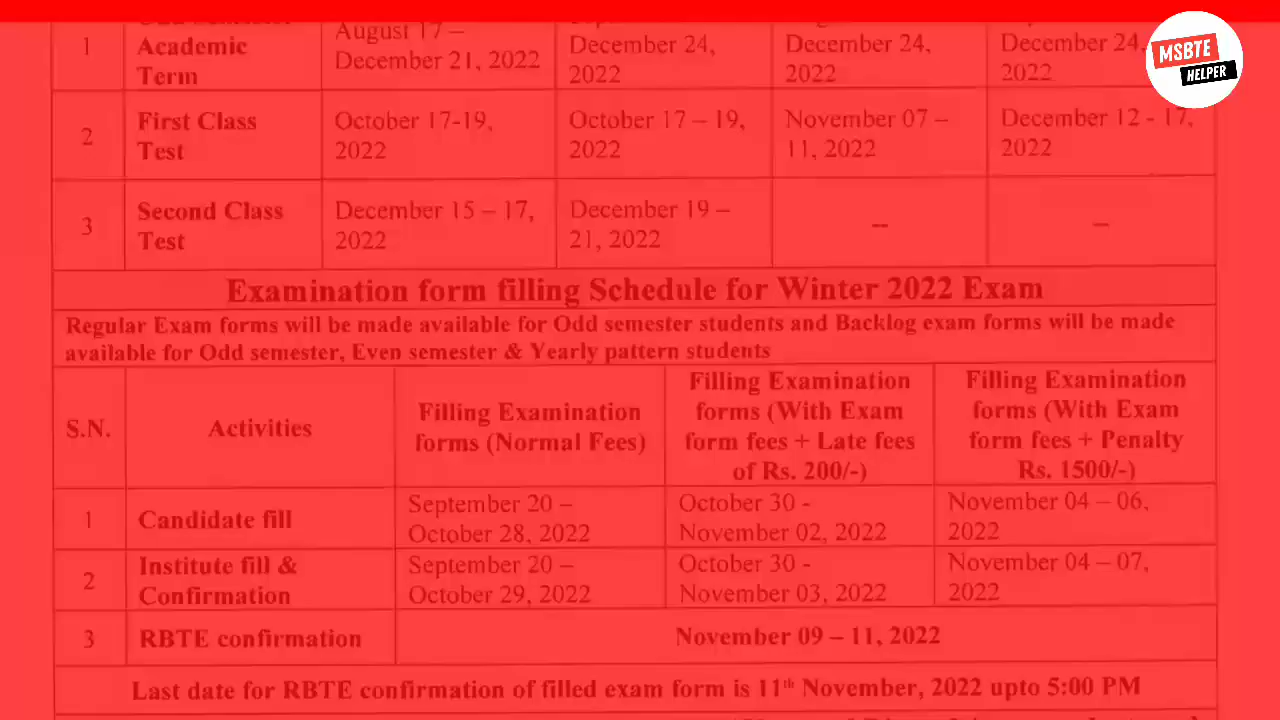 1
Academic
Term
August 17 –
December 21, 2022
December 24,
2022
December 24,
2022
December 24,
2022
MSBTE
HELPER
2
First Class
Test
October 17-19,
2022
October 17 – 19,
2022
November 07 –
11, 2022
December 12 - 17,
2022
3
Second Class
Test
December 15 – 17,
2022
December 19 –
21, 2022
--
--
Examination form filling Schedule for Winter 2022 Exam
Regular Exam forms will be made available for Odd semester students and Backlog exam forms will be made
available for Odd semester, Even semester & Yearly pattern students
S.N.
Activities
Filling Examination
forms (Normal Fees)
Filling Examination
forms (With Exam
form fees + Late fees
of Rs. 200/-)
Filling Examination
forms (With Exam
form fees + Penalty
Rs. 1500/-)
1
Candidate fill
September 20 –
October 28, 2022
October 30 -
November 02, 2022
November 04 – 06,
2022
2
Institute fill &
Confirmation
September 20 –
October 29, 2022
October 30 -
November 03, 2022
November 04 – 07,
2022
3
RBTE confirmation
November 09 – 11, 2022
Last date for RBTE confirmation of filled exam form is 11th November, 2022 upto 5:00 PM